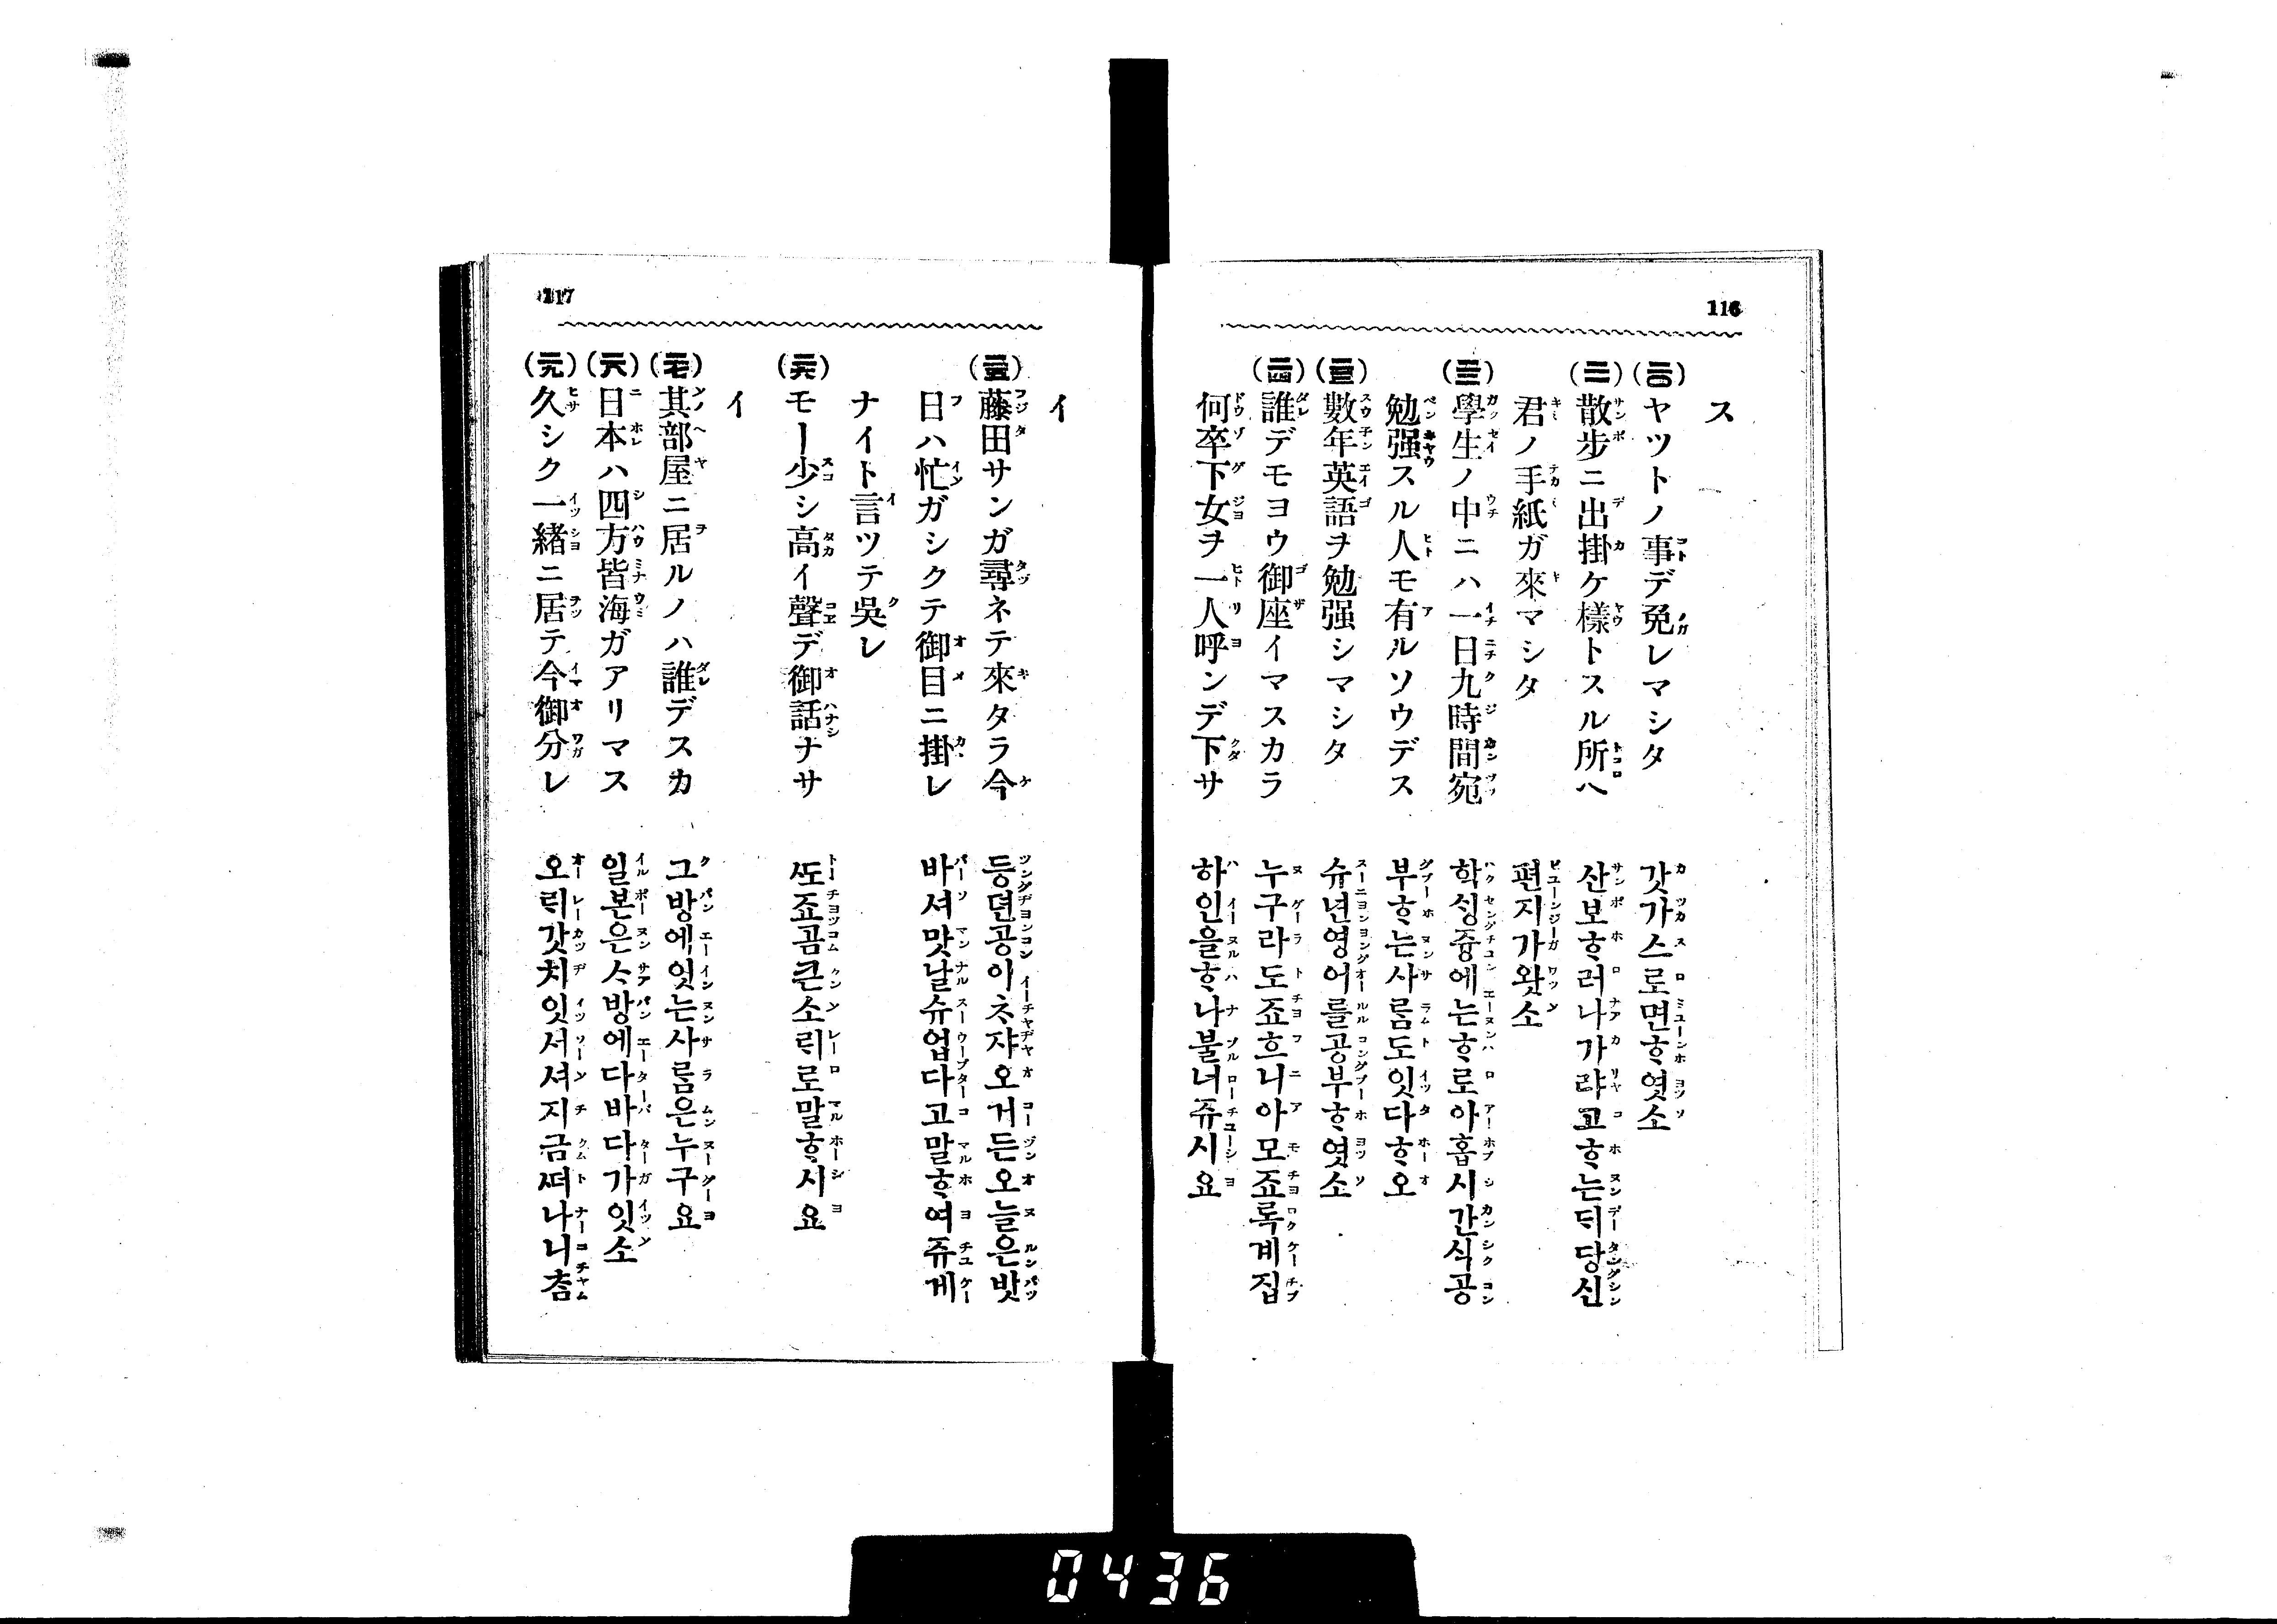 116
ス
(二二〇)ヤツトノ事デ免レマシタ
갓가스로면ᄒᆞ엿소
(二二一)散步ニ出掛ケ樣トスル所ヘ
산보ᄒᆞ러나가랴고ᄒᆞ는ᄃᆡ당신
君ノ手紙ガ來マシタ
편지가왓소
(二二二)學生ノ中ニハ一日九時間宛
학ᄉᆡᆼ즁에는ᄒᆞ로아홉시간식공
勉强スル人モ有ルソウデス
부ᄒᆞ는사ᄅᆞᆷ도잇다ᄒᆞ오
(二二三)數年英語ヲ勉强シマシタ
슈년영어를공부ᄒᆞ엿소
(二二四)誰デモヨウ御座イマスカラ
누구라도죠흐니아모죠록계집
何卒下女ヲ一人呼ンデ下サ
하인을ᄒᆞ나불너쥬시요
117
イ
(二二五)藤田サンガ尋ネテ來タラ今
등뎐공이ᄎᆞ쟈오거든오늘은밧
日ハ忙ガシクテ御目ニ掛レ
바셔맛날슈업다고말ᄒᆞ여쥬게
ナイト言ツテ吳レ
(二二六)モー少シ高イ聲デ御話ナサ
ᄯᅩ죠곰큰소ᄅᆡ로말ᄒᆞ시요
イ
(二二七)其部屋ニ居ルノハ誰デスカ
그방에잇는사ᄅᆞᆷ은누구요
(二二八)日本ハ四方皆海ガアリマス
일본은ᄉᆞ방에다바다가잇소
(二二九)久シク一緖ニ居テ今御分レ
오ᄅᆡ갓치잇셔셔지금ᄯᅥ나니ᄎᆞᆷ
0436